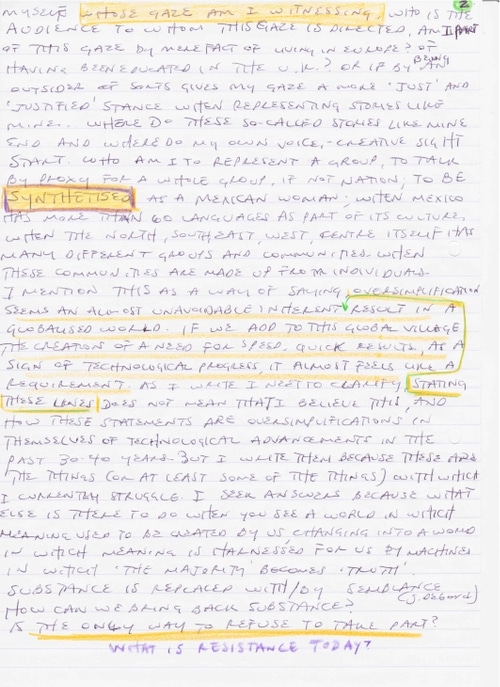 2
MYSELF WHOSE GAZE AM I WITNESSING, WHO IS THE
AUDIENCE TO WHOM THIS GAZE IS DIRECTED, AM I PART
OF THIS GAZE BY MERE FACT OF LIVING IN EUROPE? OF
HAVING BEEN EDUCATED IN THE U.K.? OR IF BY BEING AN
OUTSIDER OF SORTS GIVES MY GAZE A MORE 'JUST' AND
'JUSTIFIED' STANCE WHEN REPRESENTING STORIES LIKE
MINE. WHERE DO THESE SO-CALLED STORIES LIKE MINE
END AND WHERE DO MY OWN VOICE, - CREATIVE SIGHT
START. WHO AM I TO REPRESENT A GROUP, TO TALK
BY PROXY FOR A WHOLE GROUP, IF NOT NATION, TO BE
SYNTHETISED AS A MEXICAN WOMAN; WHEN MEXICO
HAS MORE THAN 60 LANGUAGES AS PART OF ITS CULTURE,
WHEN THE NORTH, SOUTH, EAST, WEST, CENTRE ITSELF HAS
MANY DIFFERENT GROUPS AND COMMUNITIES. WHEN
THESE COMMUNITIES ARE MADE UP FROM INDIVIDUALS.
I MENTION THIS AS A WAY OF SAYING, OVERSIMPLIFICATION
SEEMS AN ALMOST UNAVOIDABLE INHERENT RESULT IN A
GLOBALISED WORLD. IF WE ADD TO THIS GLOBAL VILLAGE
THE CREATION OF A NEED FOR SPEED, QUICK RESULTS, AS A
SIGN OF TECHNOLOGICAL PROGRESS, IT ALMOST FEELS LIKE A
REQUIREMENT. AS I WRITE I NEED TO CLARIFY, STATING
THESE LINES DOES NOT MEAN THAT I BELIEVE THIS, AND
HOW THESE STATEMENTS ARE OVERSIMPLIFICATIONS IN
THEMSELVES OF TECHNOLOGICAL ADVANCEMENTS IN THE
PAST 30-40 YEARS. BUT I WRITE THEM BECAUSE THESE ARE
THE THINGS (OR AT LEAST SOME OF THE THINGS) WITH WHICH
I CURRENTLY STRUGGLE. I SEEK ANSWERS BECAUSE WHAT
ELSE IS THERE TO DO WHEN YOU SEE A WORLD IN WHICH
MEANING USED TO BE CREATED BY US, CHANGING INTO A WORLD
IN WHICH MEANING IS HARNESSED FOR US BY MACHINES
IN WHICH 'THE MAJORITY' BECOMES 'TRUTH'.
SUBSTANCE IS REPLACED WITH/BY SEMBLANCE
(J. DEBORD)
HOW CAN WE BRING BACK SUBSTANCE?
IS THE ONLY WAY TO REFUSE TO TAKE PART?
WHAT IS RESISTANCE TODAY?